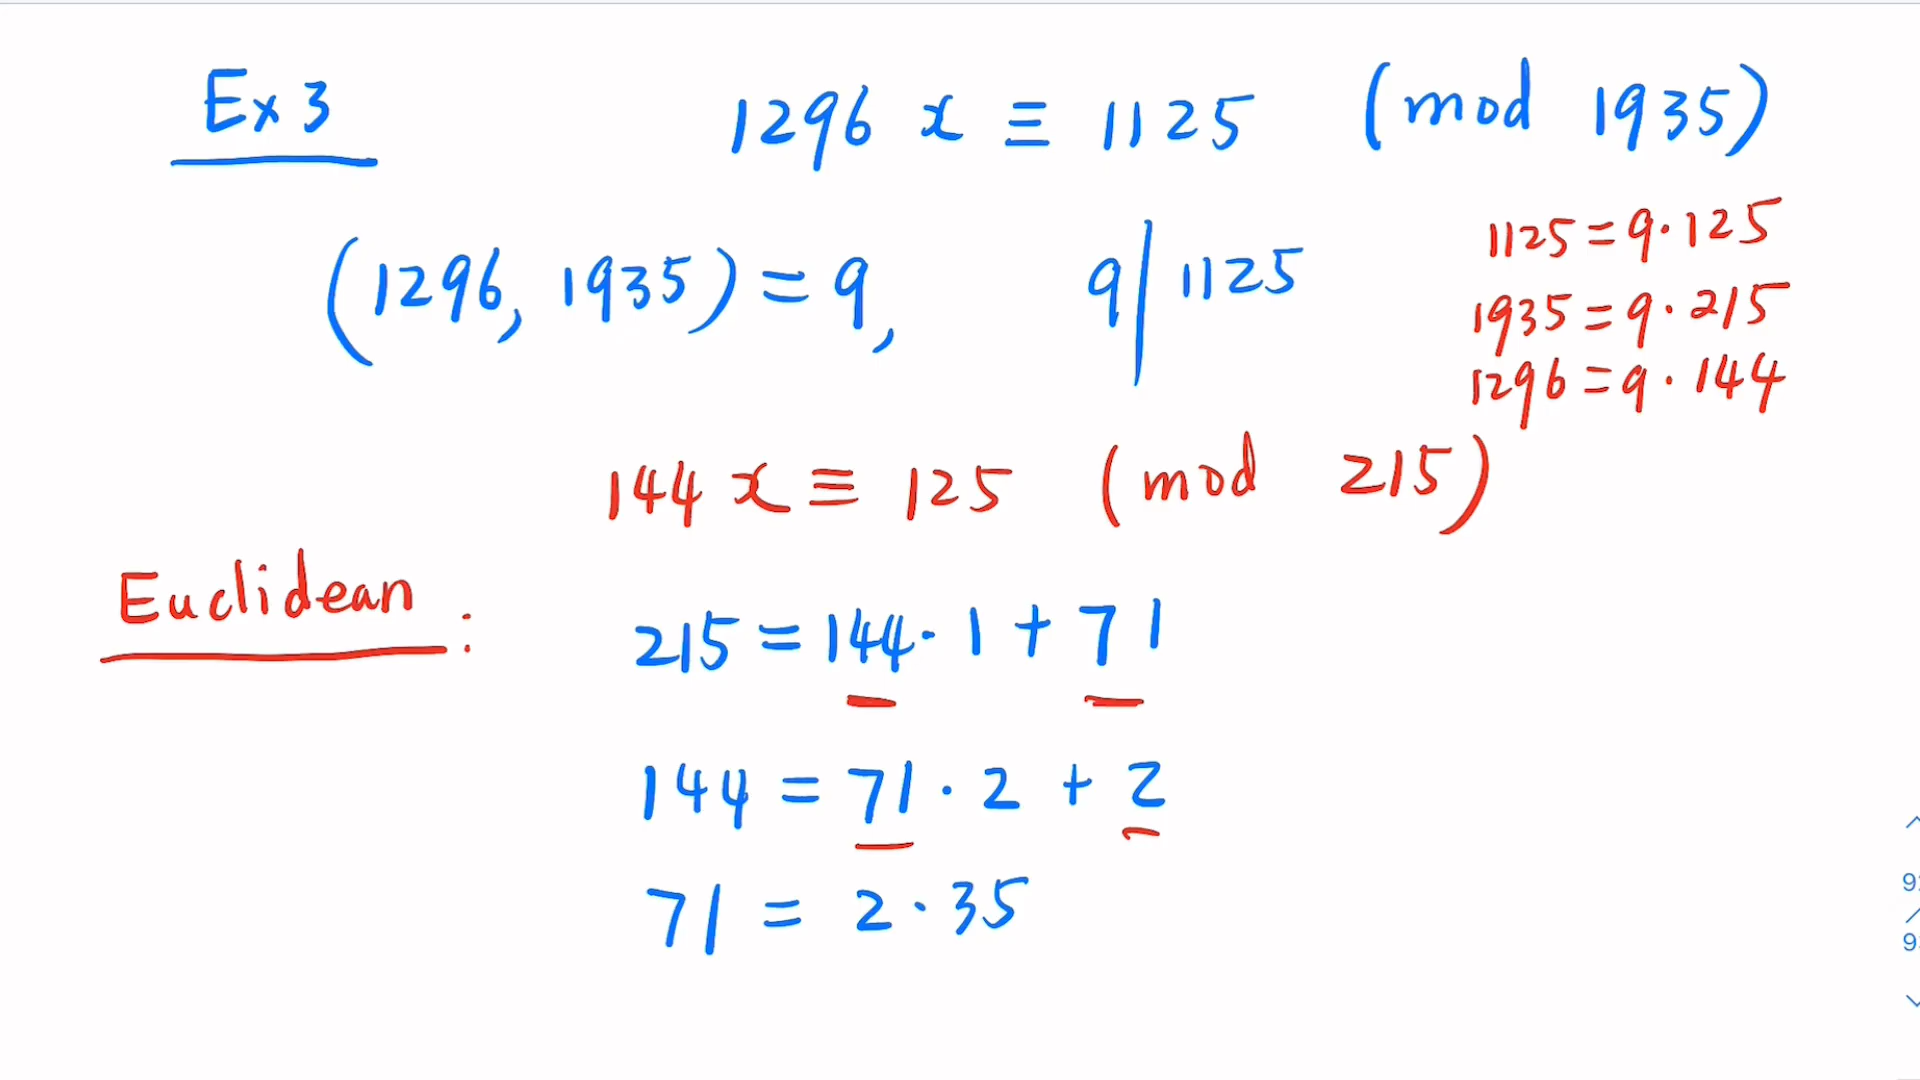 Ex 3
1296 x ≡ 1125 (mod 1935)
(1296, 1935) = 9, 9 | 1125
1125 = 9 · 125
1935 = 9 · 215
1296 = 9 · 144
144 x ≡ 125 (mod 215)
Euclidean :
215 = 144 · 1 + 71
144 = 71 · 2 + 2
71 = 2 · 35